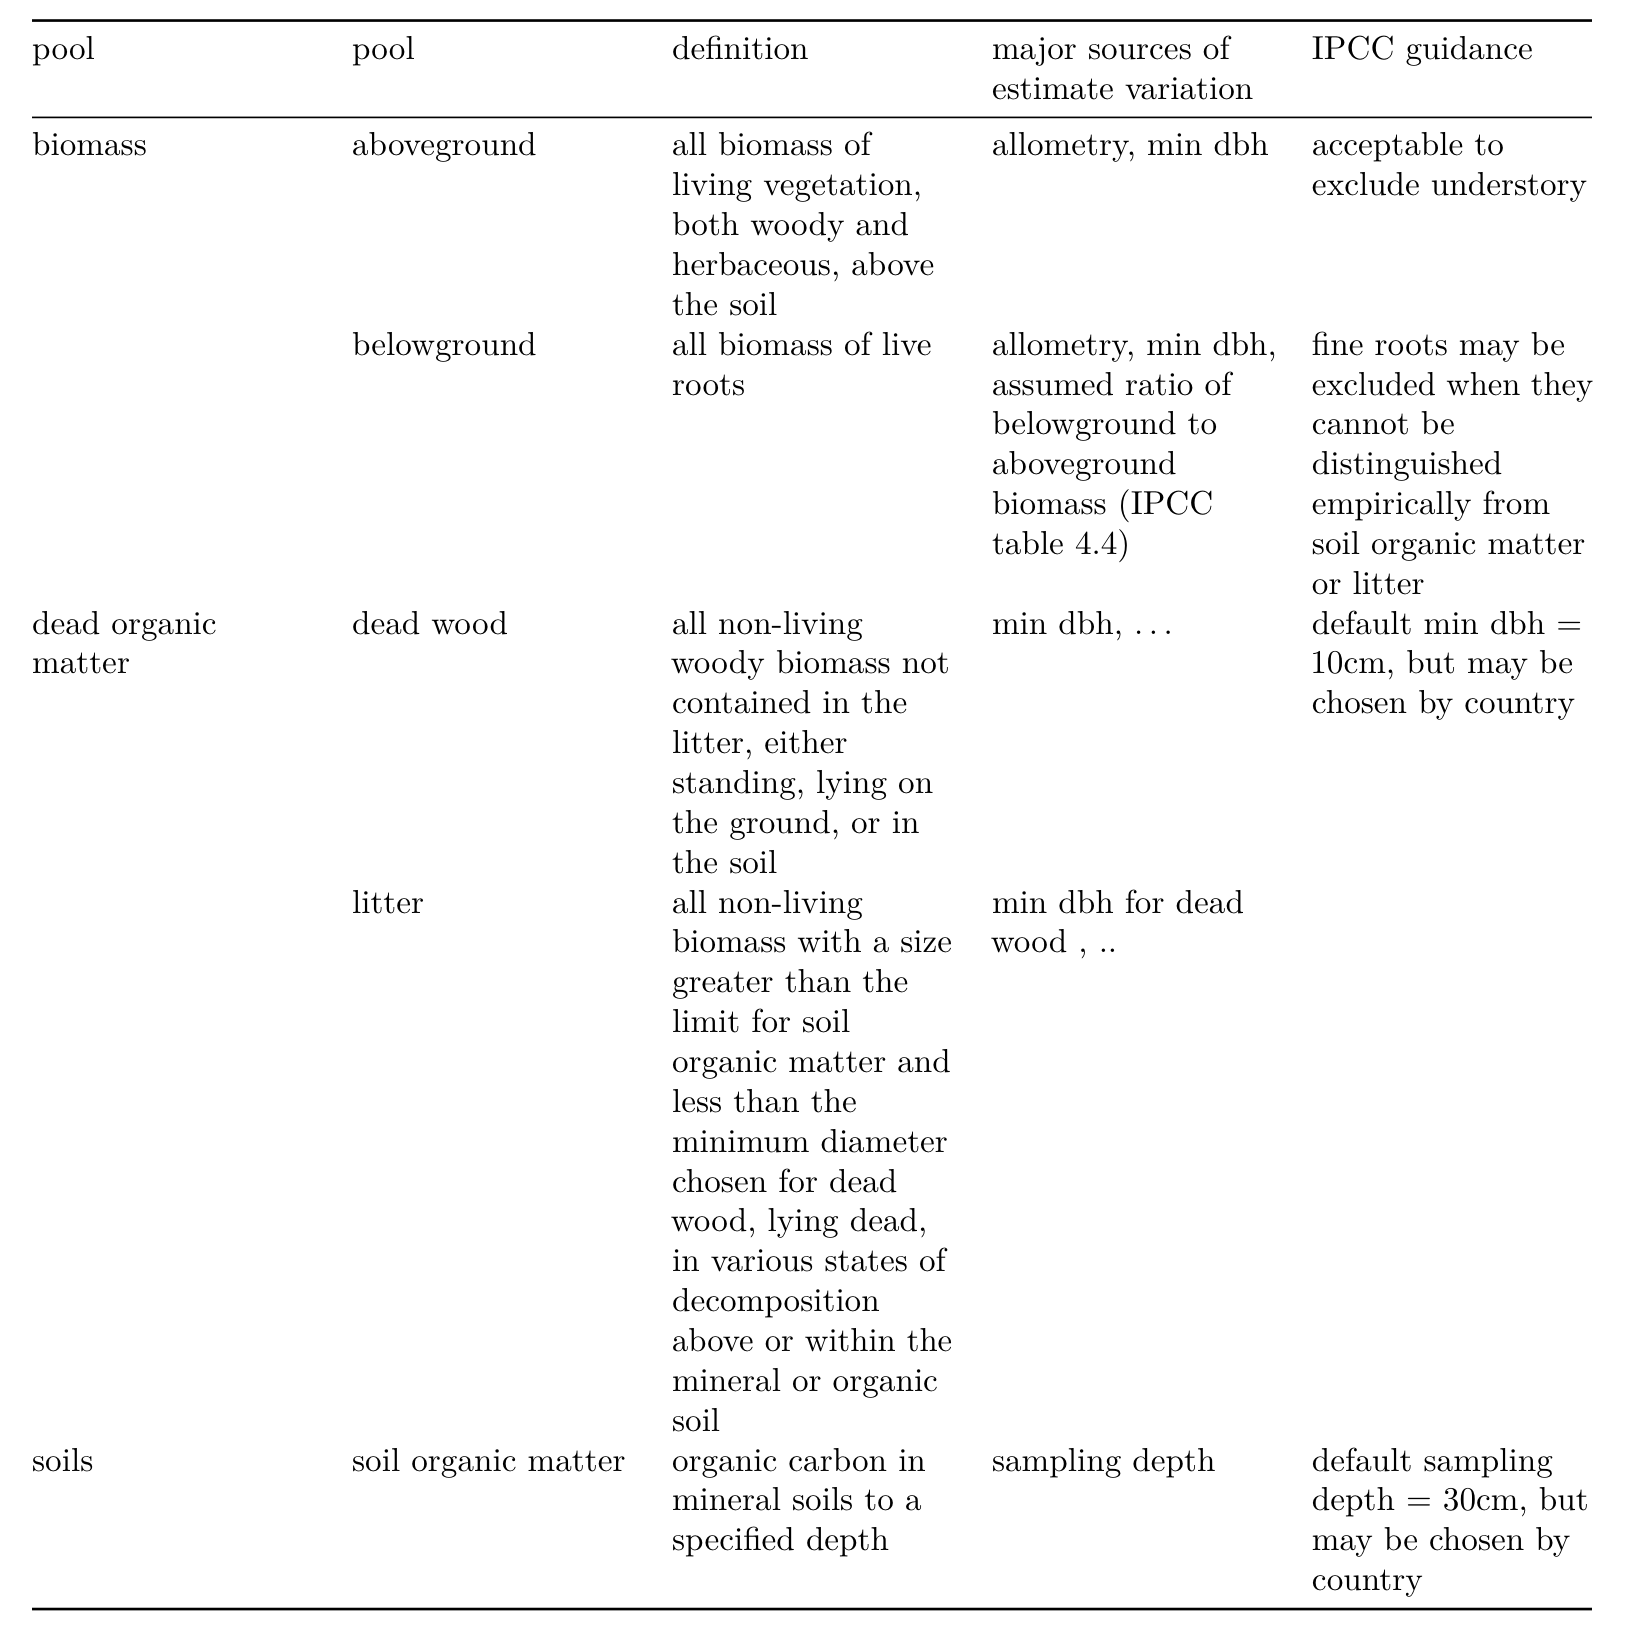 pool pool definition major sources of estimate variation IPCC guidance
biomass aboveground all biomass of living vegetation, both woody and herbaceous, above the soil allometry, min dbh acceptable to exclude understory
belowground all biomass of live roots allometry, min dbh, assumed ratio of belowground to aboveground biomass (IPCC table 4.4) fine roots may be excluded when they cannot be distinguished empirically from soil organic matter or litter
dead organic matter dead wood all non-living woody biomass not contained in the litter, either standing, lying on the ground, or in the soil min dbh, ... default min dbh = 10cm, but may be chosen by country
litter all non-living biomass with a size greater than the limit for soil organic matter and less than the minimum diameter chosen for dead wood, lying dead, in various states of decomposition above or within the mineral or organic soil min dbh for dead wood , ..
soils soil organic matter organic carbon in mineral soils to a specified depth sampling depth default sampling depth = 30cm, but may be chosen by country